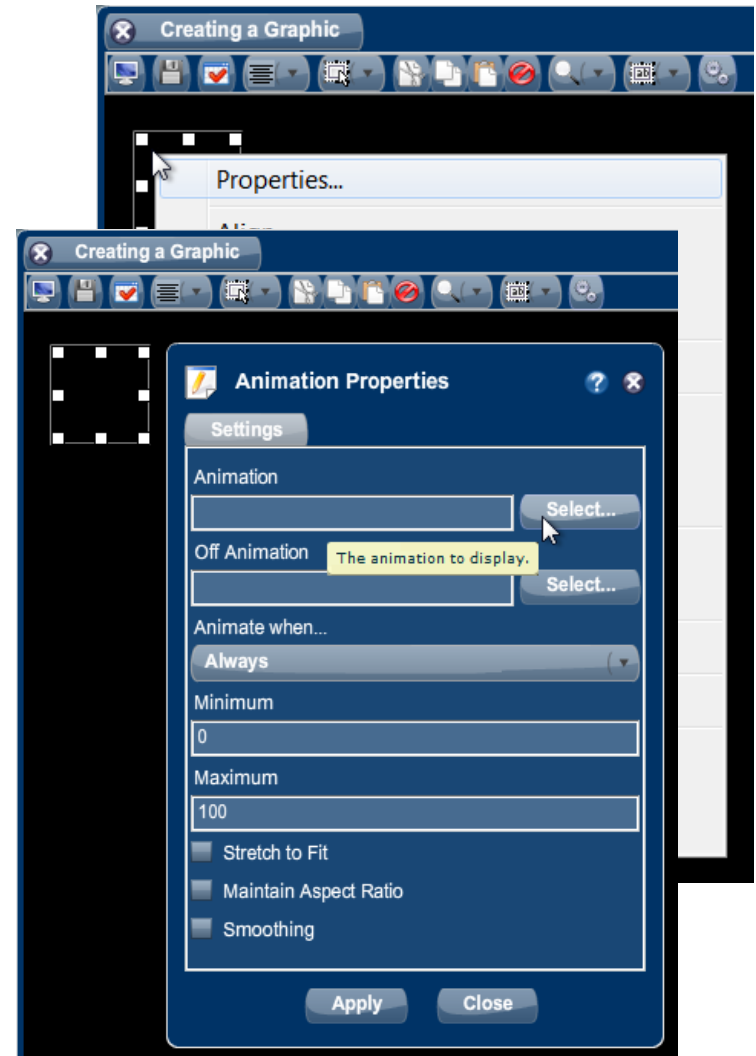 Creating a Graphic
Properties...
Align
Creating a Graphic
Animation Properties
Settings
Animation
Select...
Off Animation
The animation to display.
Select...
Animate when...
Always
Minimum
0
Maximum
100
Stretch to Fit
Maintain Aspect Ratio
Smoothing
Apply Close